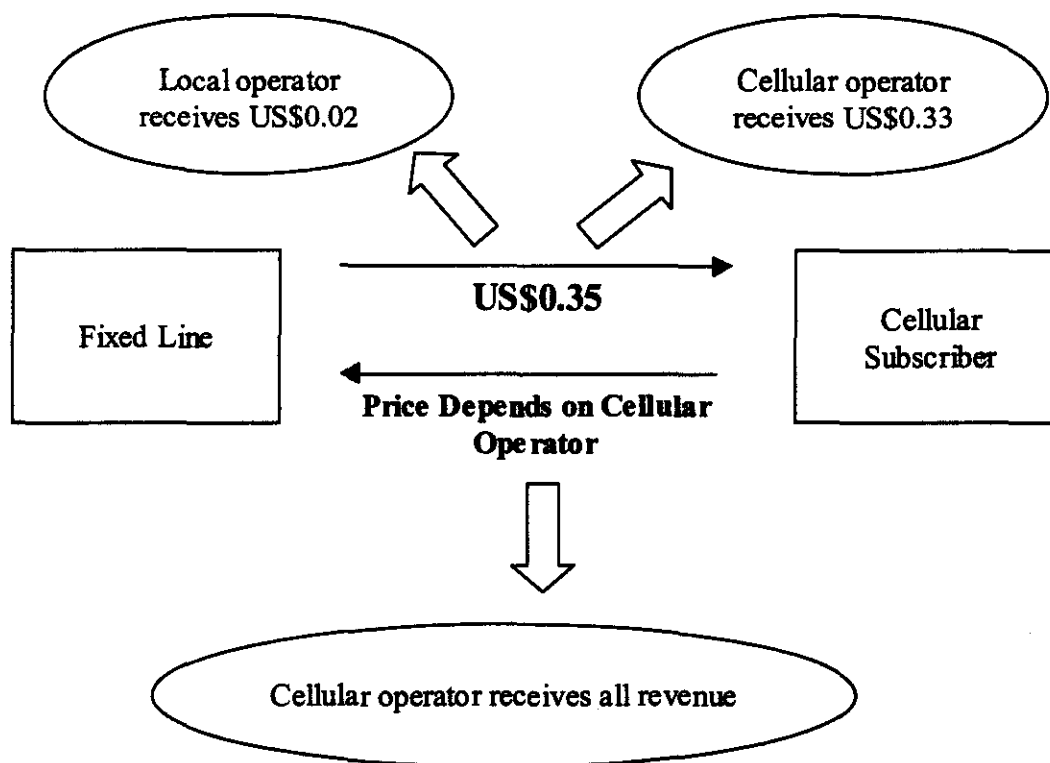 Local operator
receives US$0.02
Cellular operator
receives US$0.33
US$0.35
Fixed Line
Cellular
Subscriber
Price Depends on Cellular
Operator
Cellular operator receives all revenue